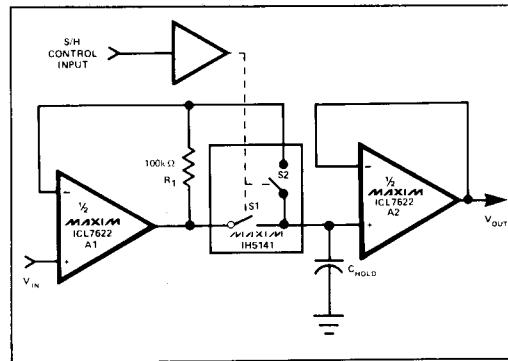 S/H
CONTROL
INPUT
100kΩ
R1
S2
S1
MAXIM
IH5141
1/2
MAXIM
ICL7622
A1
-
+
VIN
1/2
MAXIM
ICL7622
A2
-
+
VOUT
CHOLD